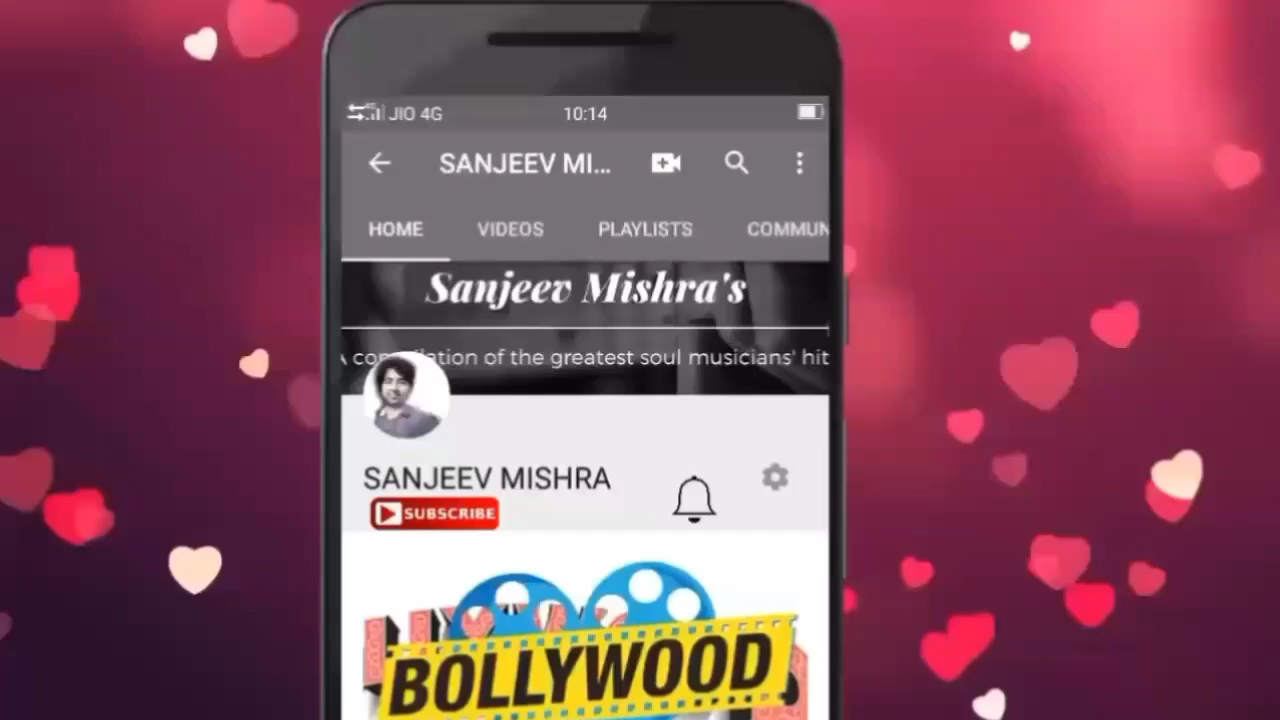 JIO 4G 10:14
SANJEEV MI...
HOME VIDEOS PLAYLISTS COMMUN
Sanjeev Mishra's
of the greatest soul musicians' hit
SANJEEV MISHRA
SUBSCRIBE
BOLLYWOOD